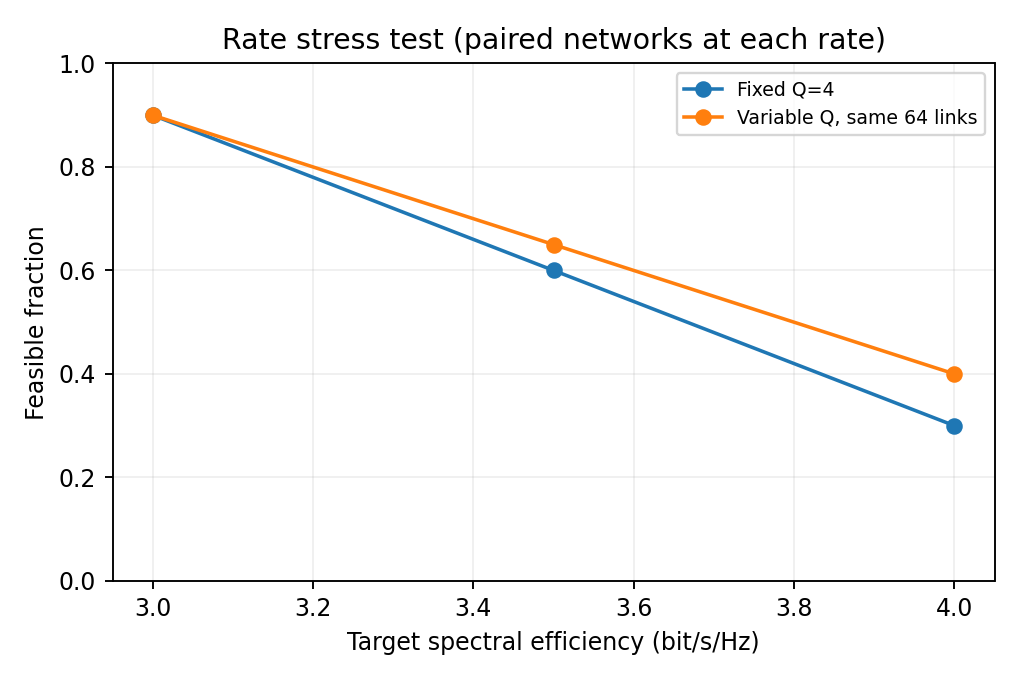 Rate stress test (paired networks at each rate)
Fixed Q=4
Variable Q, same 64 links
Feasible fraction
1.0
0.8
0.6
0.4
0.2
0.0
3.0 3.2 3.4 3.6 3.8 4.0
Target spectral efficiency (bit/s/Hz)